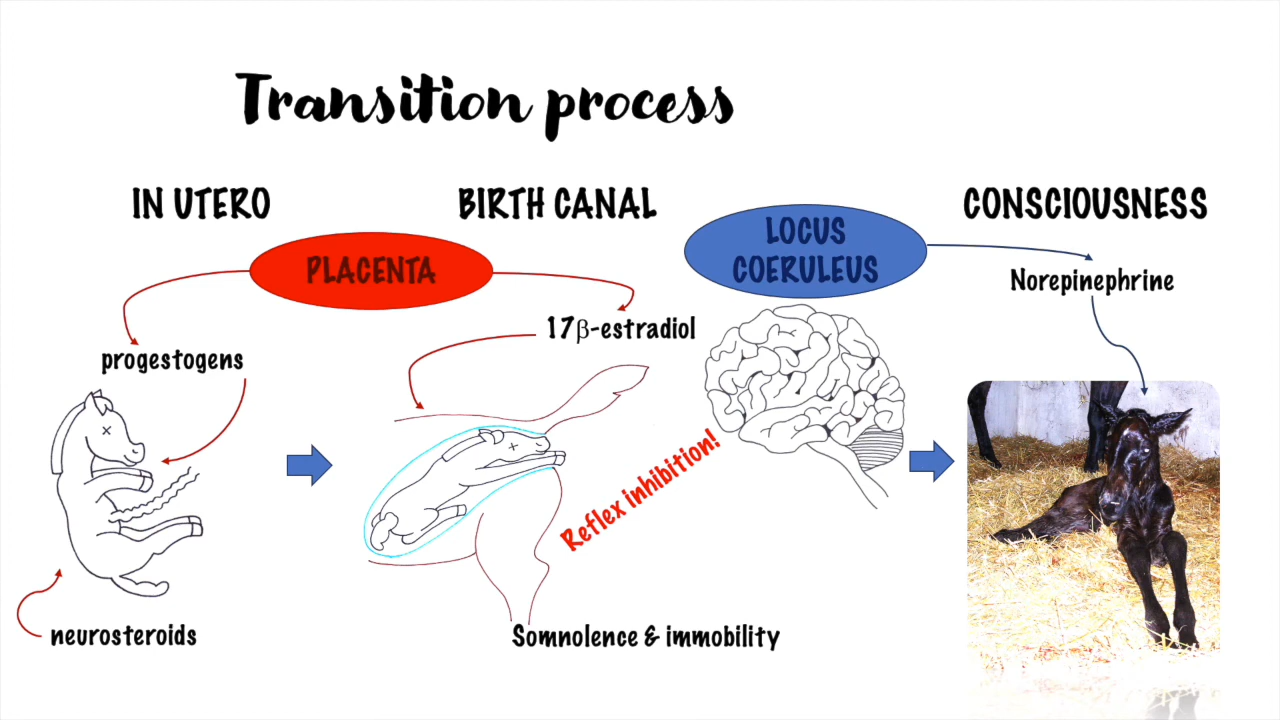 Transition process
IN UTERO
BIRTH CANAL
CONSCIOUSNESS
PLACENTA
LOCUS
COERULEUS
Norepinephrine
17β-estradiol
progestogens
Reflex inhibition!
neurosteroids
Somnolence & immobility